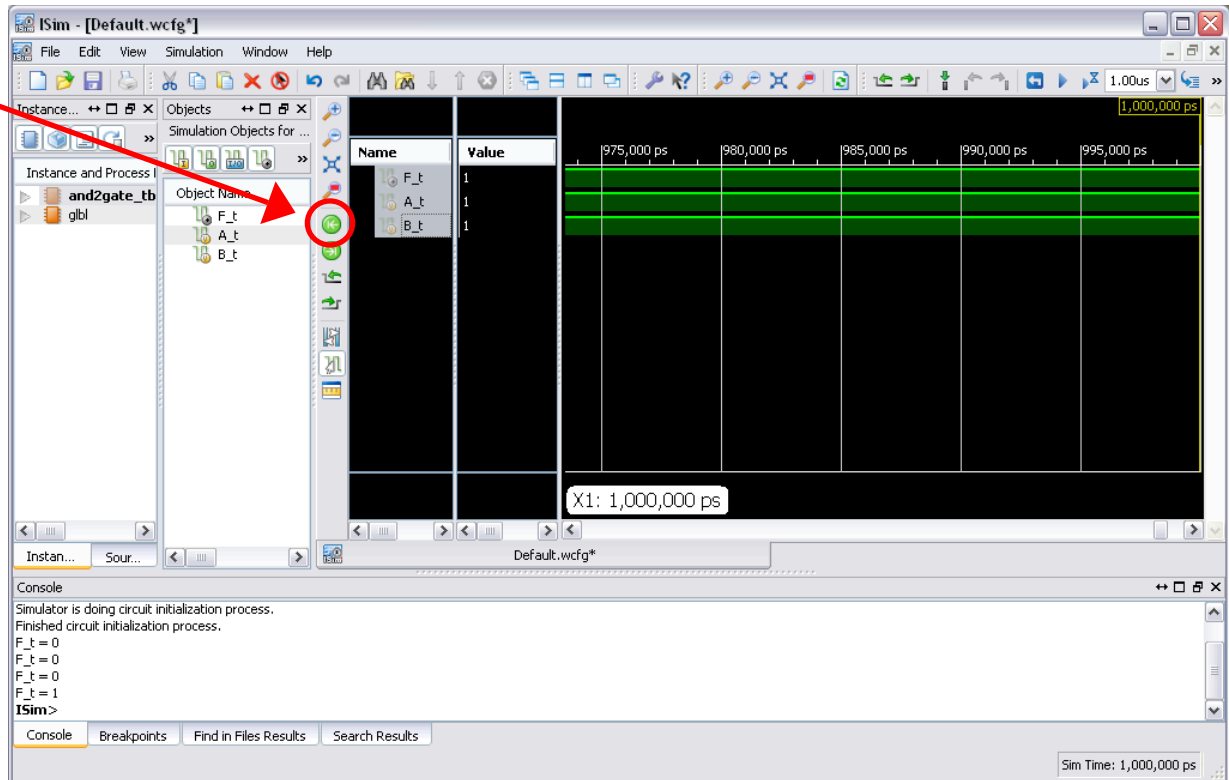 ISim - [Default.wcfg*]
File Edit View Simulation Window Help
1.00us
»
Instance...
Objects
Simulation Objects for ...
»
»
Instance and Process
and2gate_tb
glbl
Object Name
F_t
A_t
B_t
Name
Value
F_t 1
A_t 1
B_t 1
1,000,000 ps
975,000 ps 980,000 ps 985,000 ps 990,000 ps 995,000 ps
X1: 1,000,000 ps
Instan... Sour...
Default.wcfg*
Console
Simulator is doing circuit initialization process.
Finished circuit initialization process.
F_t = 0
F_t = 0
F_t = 0
F_t = 1
ISim>
Console Breakpoints Find in Files Results Search Results
Sim Time: 1,000,000 ps